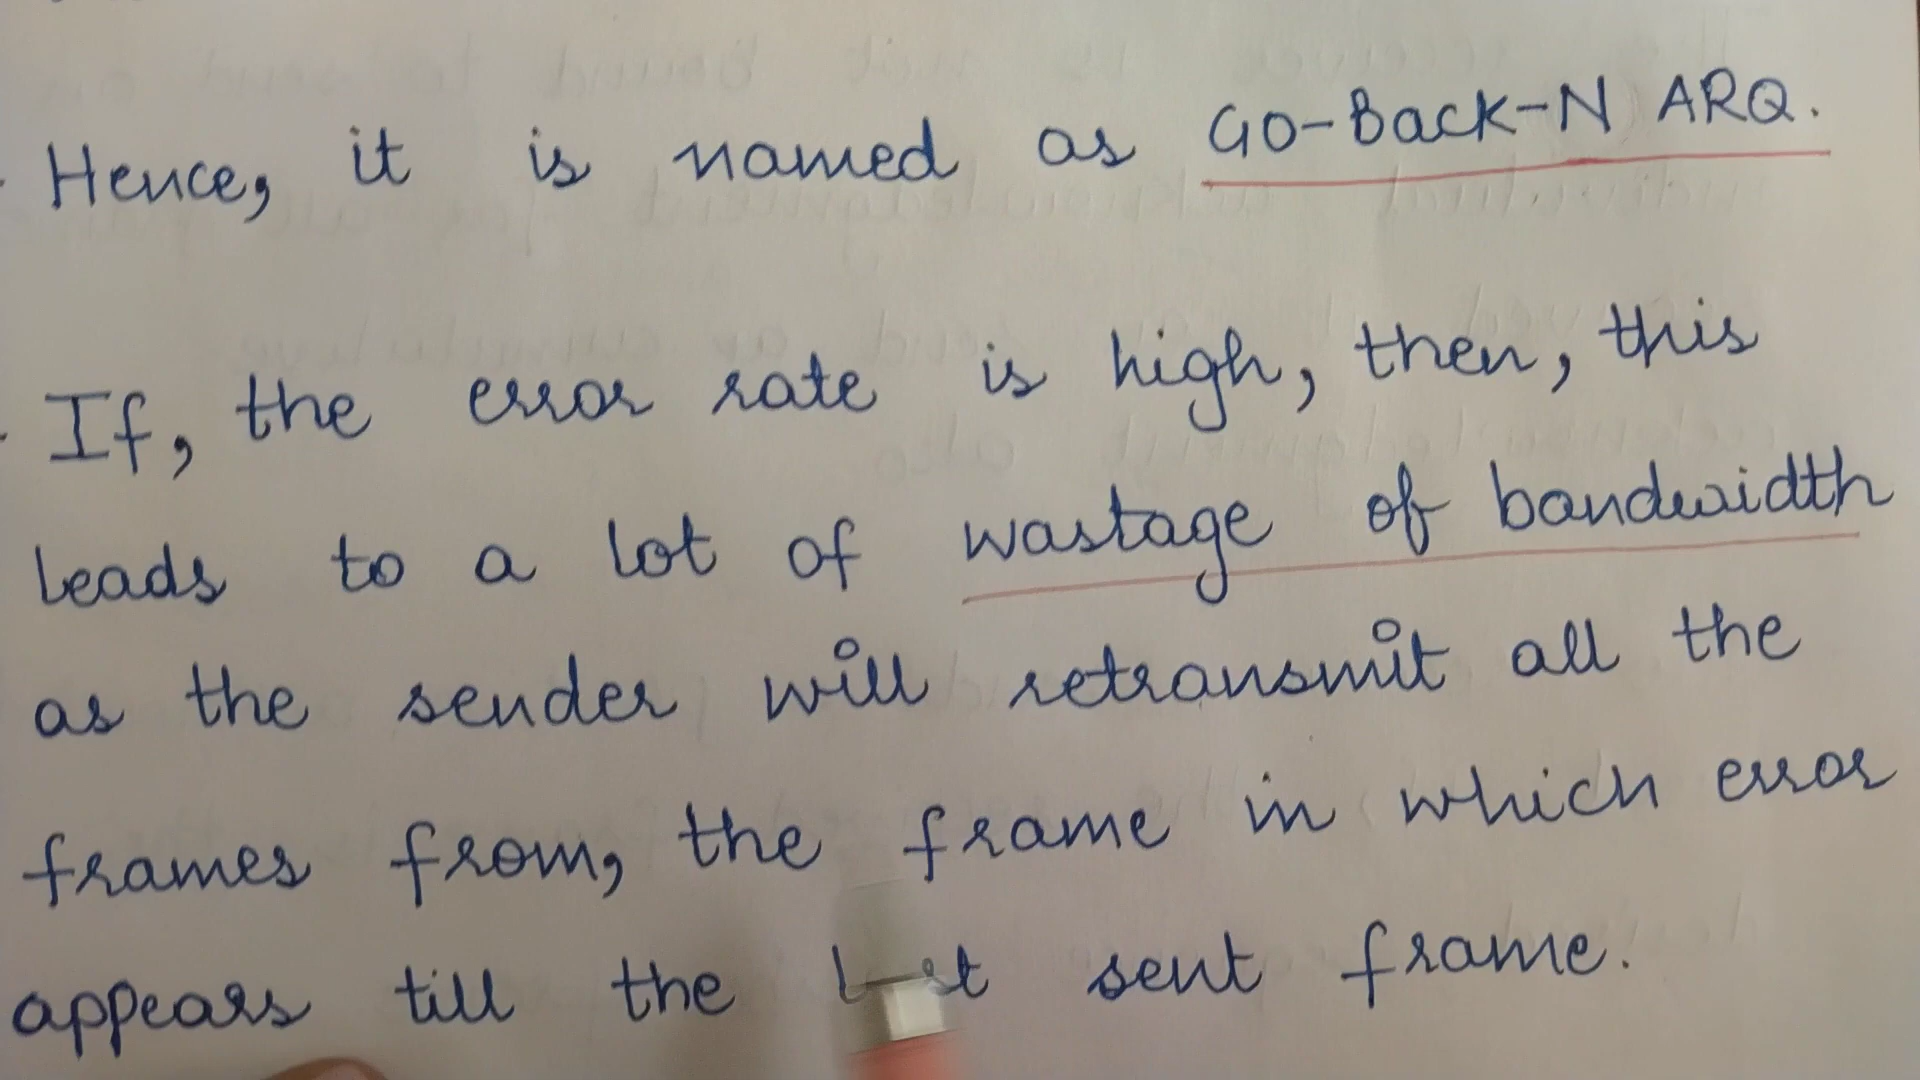 Hence, it is named as Go-Back-N ARQ.
If, the error rate is high, then, this
leads to a lot of wastage of bandwidth
as the sender will retransmit all the
frames from, the frame in which error
appears till the sent frame.